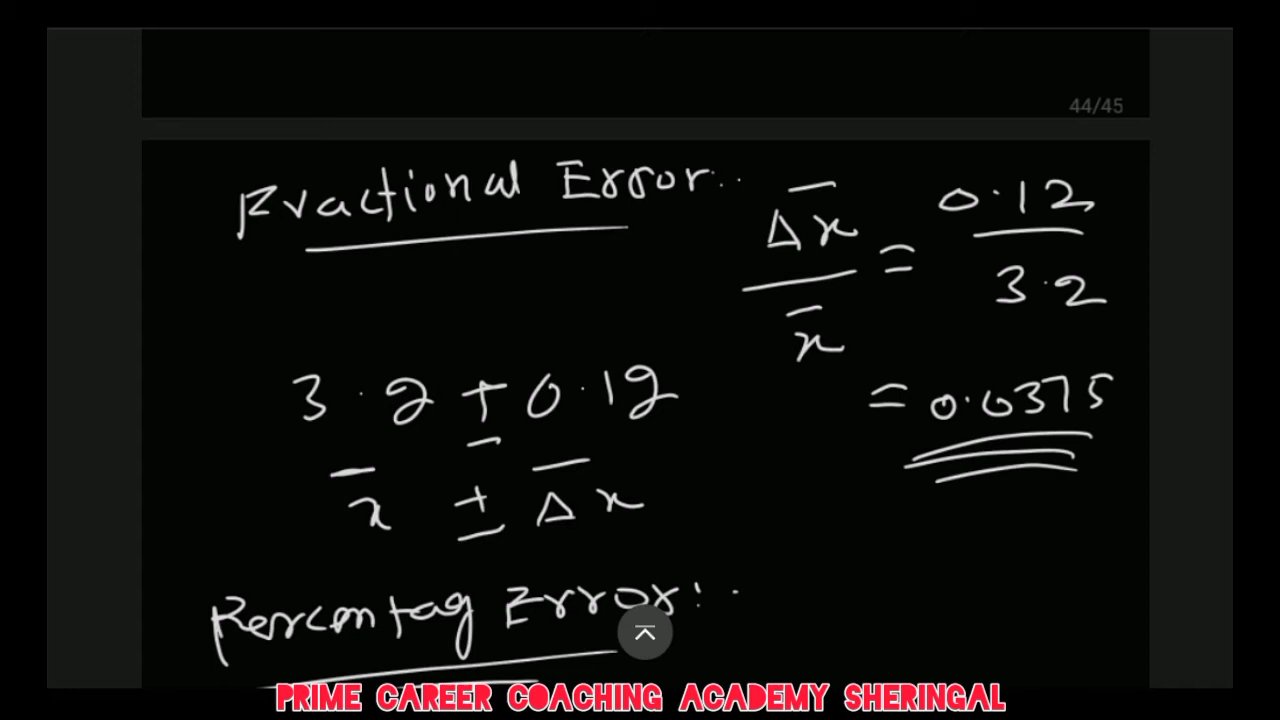 44/45
Fractional Error:.
Δx̄ / x̄ = 0.12 / 3.2
= 0.0375
3.2 ± 0.12
x̄ ± Δx̄
Percentag Error:.
PRIME CAREER COACHING ACADEMY SHERINGAL